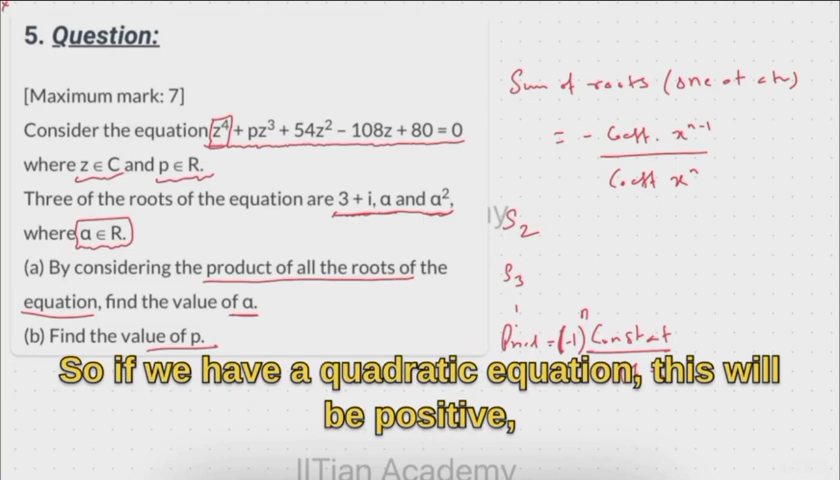 5. Question:
[Maximum mark: 7]
Consider the equation z⁴ + pz³ + 54z² − 108z + 80 = 0
where z ∈ C and p ∈ R.
Three of the roots of the equation are 3 + i, α and α²,
where α ∈ R.
(a) By considering the product of all the roots of the
equation, find the value of α.
(b) Find the value of p.
Sum of roots (one at a
= - Coeff. xⁿ⁻¹
Coeff xⁿ
S₂
S₃
= (-1)ⁿ
So if we have a quadratic equation, this will
be positive,
IITian Academy